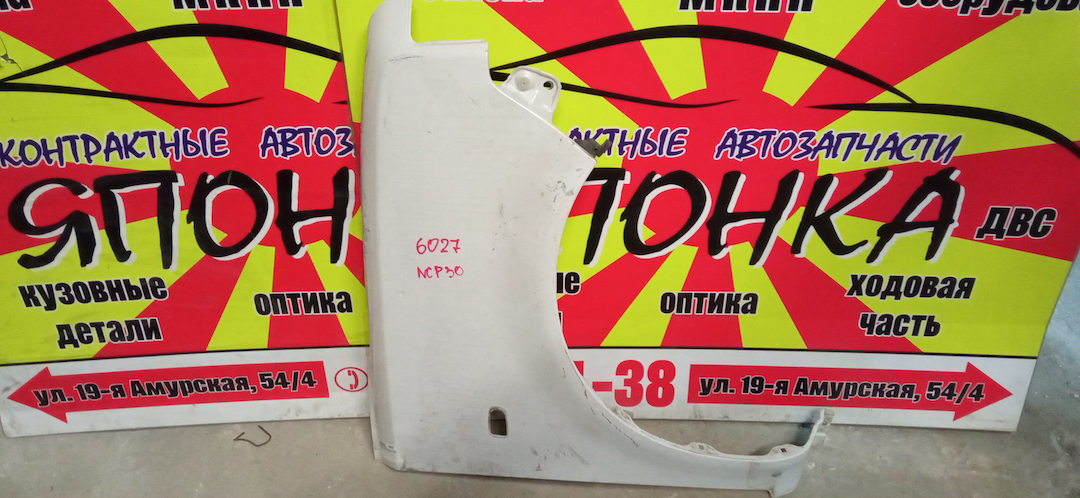 КОНТРАКТНЫЕ АВТОЗ
ЯПОН
кузовные
детали
оптика
ул. 19-я Амурская, 54/4
6027
NCP30
КТНЫЕ АВТОЗАПЧАСТИ
ПОНКА
ДВС
оптика
ходовая
часть
-38
ул. 19-я Амурская, 54/4